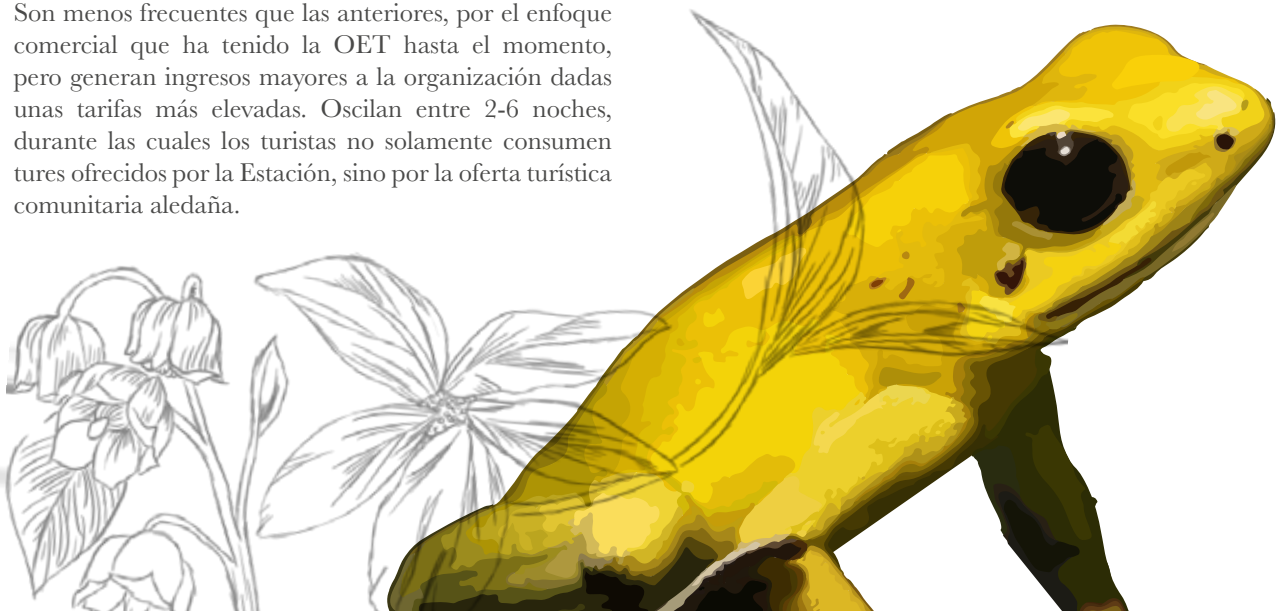 Son menos frecuentes que las anteriores, por el enfoque
comercial que ha tenido la OET hasta el momento,
pero generan ingresos mayores a la organización dadas
unas tarifas más elevadas. Oscilan entre 2-6 noches,
durante las cuales los turistas no solamente consumen
tures ofrecidos por la Estación, sino por la oferta turística
comunitaria aledaña.